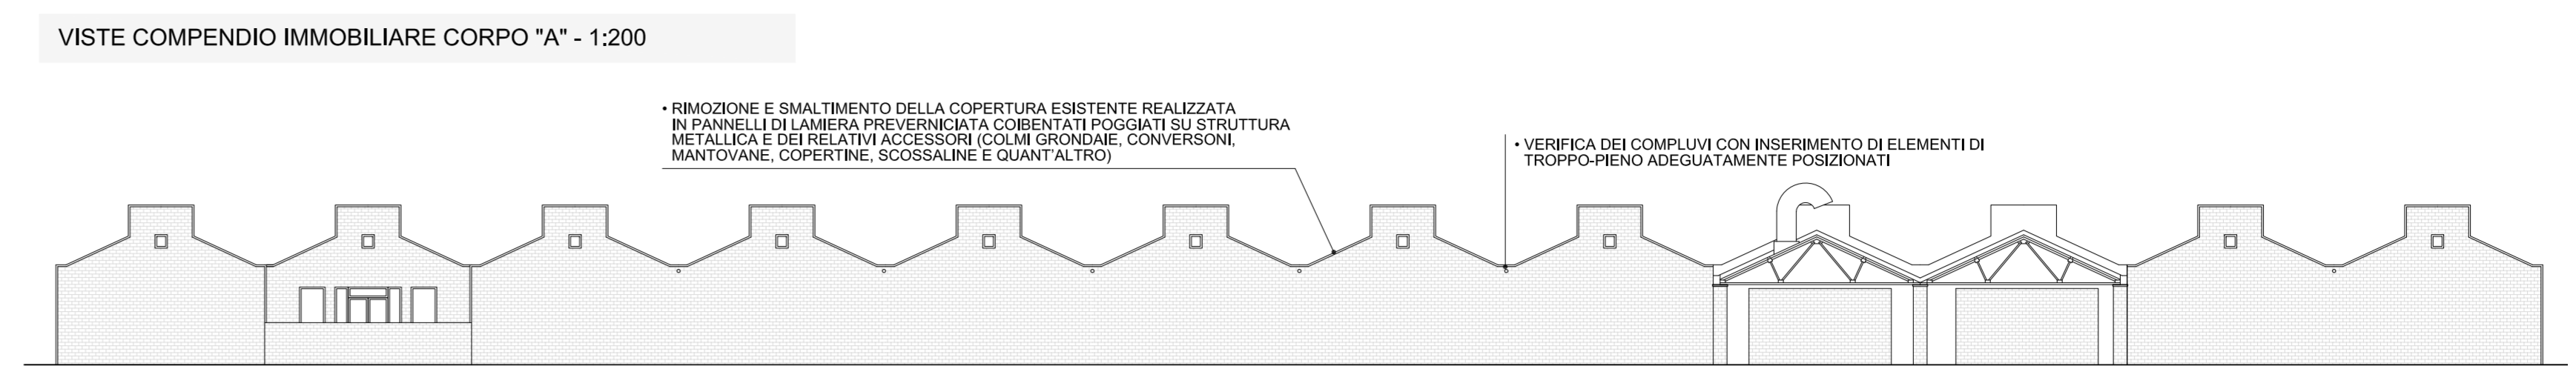 VISTE COMPENDIO IMMOBILIARE CORPO "A" - 1:200
• RIMOZIONE E SMALTIMENTO DELLA COPERTURA ESISTENTE REALIZZATA
IN PANNELLI DI LAMIERA PREVERNICIATA COIBENTATI POGGIATI SU STRUTTURA
METALLICA E DEI RELATIVI ACCESSORI (COLMI GRONDAIE, CONVERSONI,
MANTOVANE, COPERTINE, SCOSSALINE E QUANT'ALTRO)
• VERIFICA DEI COMPLUVI CON INSERIMENTO DI ELEMENTI DI
TROPPO-PIENO ADEGUATAMENTE POSIZIONATI